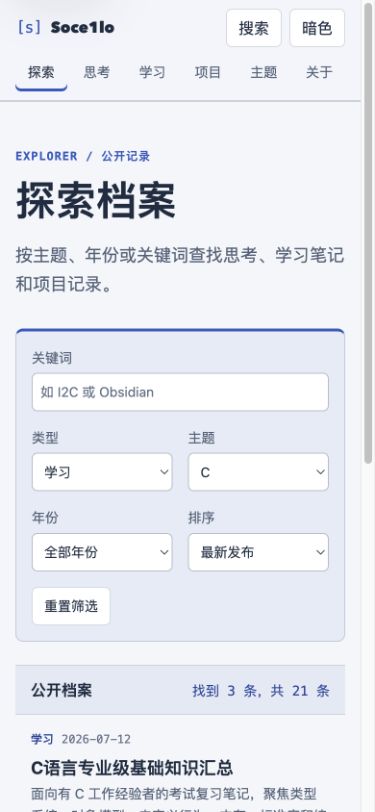 [s] Soce1lo
搜索
暗色
探索 思考 学习 项目 主题 关于
EXPLORER / 公开记录
探索档案
按主题、年份或关键词查找思考、学习笔记
和项目记录。
关键词
如 I2C 或 Obsidian
类型 主题
学习 C
年份 排序
全部年份 最新发布
重置筛选
公开档案 找到 3 条, 共 21 条
学习 2026-07-12
C语言专业级基础知识汇总
面向有 C 工作经验者的考试复习笔记，聚焦类型